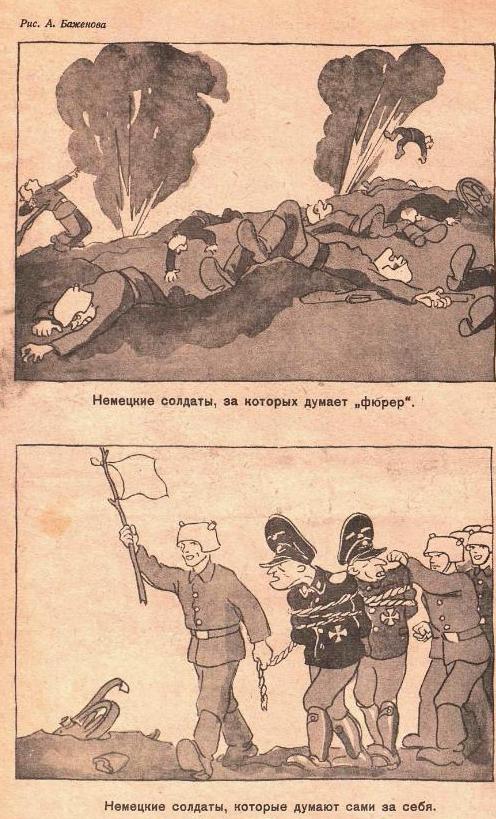 Рис. А. Баженова
Немецкие солдаты, за которых думает „фюрер“.
Немецкие солдаты, которые думают сами за себя.